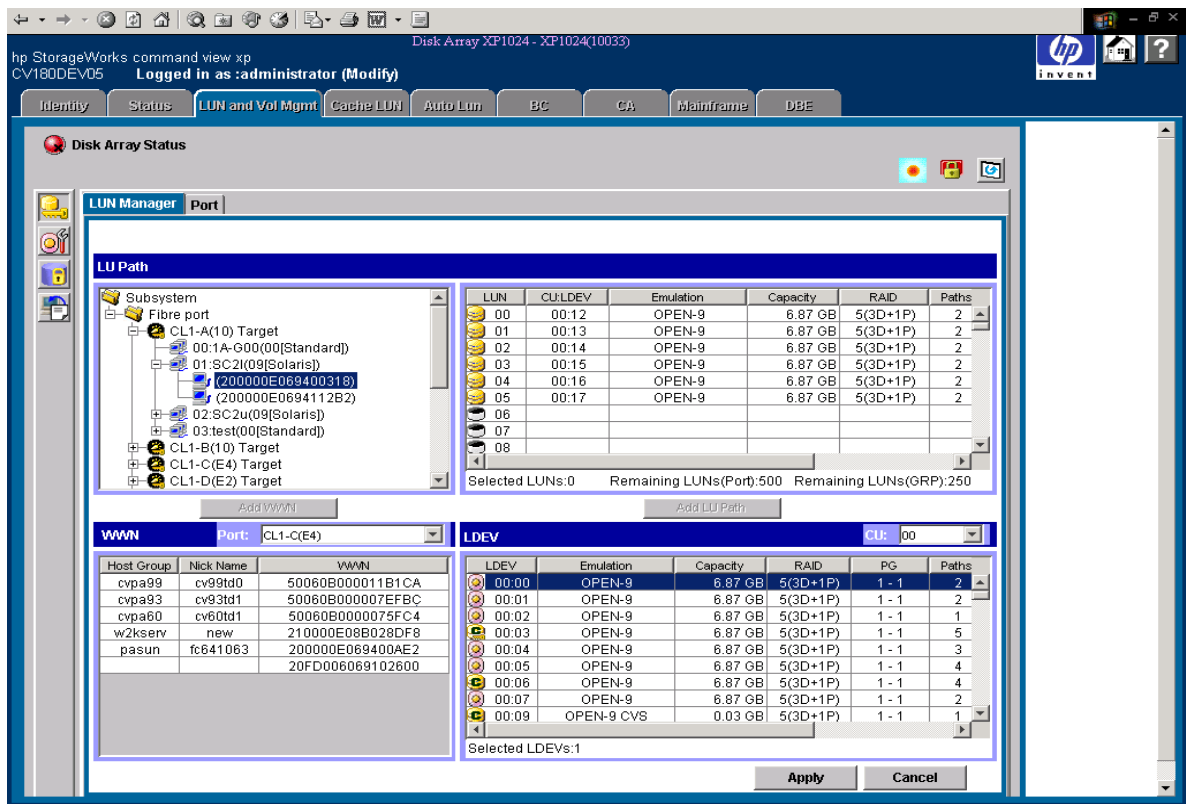 Disk Array XP1024 - XP1024(10033)
hp StorageWorks command view xp
CV180DEV05 Logged in as :administrator (Modify)
hp
invent
?
Identity Status LUN and Vol Mgmt Cache LUN Auto Lun BC CA Mainframe DBE
Disk Array Status
LUN Manager Port
LU Path
Subsystem
Fibre port
CL1-A(10) Target
00:1A-G00(00[Standard])
01:SC2l(09[Solaris])
(200000E069400318)
(200000E0694112B2)
02:SC2u(09[Solaris])
03:test(00[Standard])
CL1-B(10) Target
CL1-C(E4) Target
CL1-D(E2) Target
LUN CU:LDEV Emulation Capacity RAID Paths
00 00:12 OPEN-9 6.87 GB 5(3D+1P) 2
01 00:13 OPEN-9 6.87 GB 5(3D+1P) 2
02 00:14 OPEN-9 6.87 GB 5(3D+1P) 2
03 00:15 OPEN-9 6.87 GB 5(3D+1P) 2
04 00:16 OPEN-9 6.87 GB 5(3D+1P) 2
05 00:17 OPEN-9 6.87 GB 5(3D+1P) 2
06
07
08
Selected LUNs:0 Remaining LUNs(Port):500 Remaining LUNs(GRP):250
Add WWN
Add LU Path
WWN Port: CL1-C(E4)
Host Group Nick Name WWN
cvpa99 cv99td0 50060B000011B1CA
cvpa93 cv93td1 50060B0000007EFBC
cvpa60 cv60td1 50060B0000075FC4
w2kserv new 210000E08B028DF8
pasun fc641063 200000E069400AE2
20FD006069102600
LDEV CU: 00
LDEV Emulation Capacity RAID PG Paths
00:00 OPEN-9 6.87 GB 5(3D+1P) 1 - 1 2
00:01 OPEN-9 6.87 GB 5(3D+1P) 1 - 1 2
00:02 OPEN-9 6.87 GB 5(3D+1P) 1 - 1 1
00:03 OPEN-9 6.87 GB 5(3D+1P) 1 - 1 5
00:04 OPEN-9 6.87 GB 5(3D+1P) 1 - 1 3
00:05 OPEN-9 6.87 GB 5(3D+1P) 1 - 1 4
00:06 OPEN-9 6.87 GB 5(3D+1P) 1 - 1 4
00:07 OPEN-9 6.87 GB 5(3D+1P) 1 - 1 2
00:09 OPEN-9 CVS 0.03 GB 5(3D+1P) 1 - 1 1
Selected LDEVs:1
Apply Cancel